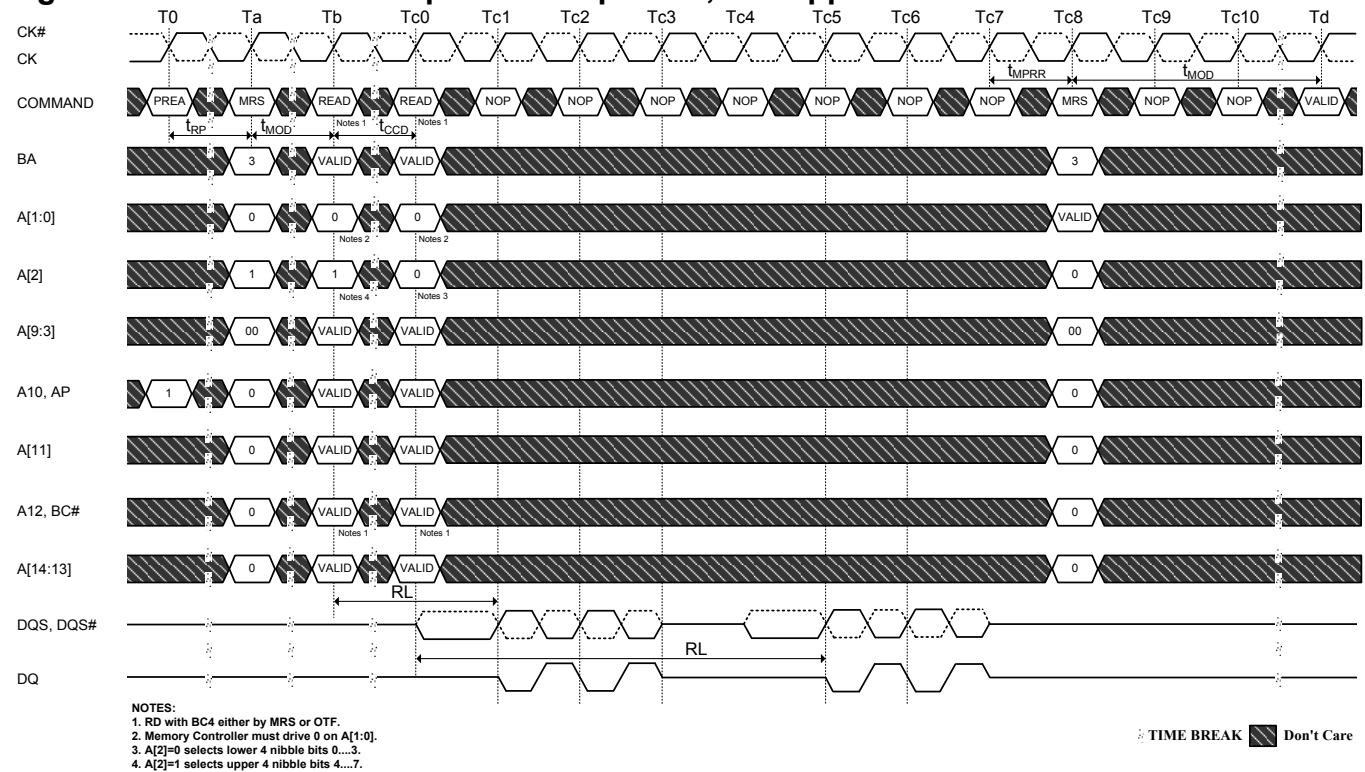 T0 Ta Tb Tc0 Tc1 Tc2 Tc3 Tc4 Tc5 Tc6 Tc7 Tc8 Tc9 Tc10 Td
CK#
CK
tMPRR tMOD
COMMAND PREA MRS READ READ NOP NOP NOP NOP NOP NOP NOP MRS NOP NOP VALID
Notes 1 Notes 1
tRP tMOD tCCD
BA 3 VALID VALID 3
A[1:0] 0 0 0 VALID
Notes 2 Notes 2
A[2] 1 1 0 0
Notes 4 Notes 3
A[9:3] 00 VALID VALID 00
A10, AP 1 0 VALID VALID 0
A[11] 0 VALID VALID 0
A12, BC# 0 VALID VALID 0
Notes 1 Notes 1
A[14:13] 0 VALID VALID 0
RL
DQS, DQS#
RL
DQ
NOTES:
1. RD with BC4 either by MRS or OTF.
2. Memory Controller must drive 0 on A[1:0].
3. A[2]=0 selects lower 4 nibble bits 0....3.
4. A[2]=1 selects upper 4 nibble bits 4....7.
TIME BREAK Don't Care